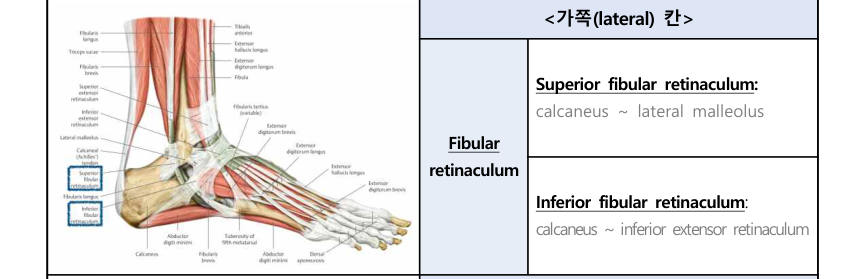 Fibularis
longus
Triceps surae
Fibularis
brevis
Superior
extensor
retinaculum
Inferior
extensor
retinaculum
Lateral malleolus
Calcaneal
(Achilles')
tendon
Superior
fibular
retinaculum
Fibularis longus
Inferior
fibular
retinaculum
Calcaneus
Abductor
digiti minimi
Fibularis
brevis
Tuberosity of
fifth metatarsal
Abductor
digiti minimi
Dorsal
aponeurosis
Tibialis
anterior
Extensor
hallucis longus
Extensor
digitorum longus
Fibula
Fibularis tertius
(variable)
Extensor
digitorum brevis
Extensor
digitorum longus
Extensor
hallucis longus
Extensor
digitorum brevis
<가쪽(lateral) 칸>
Fibular
retinaculum
Superior fibular retinaculum:
calcaneus ~ lateral malleolus
Inferior fibular retinaculum:
calcaneus ~ inferior extensor retinaculum